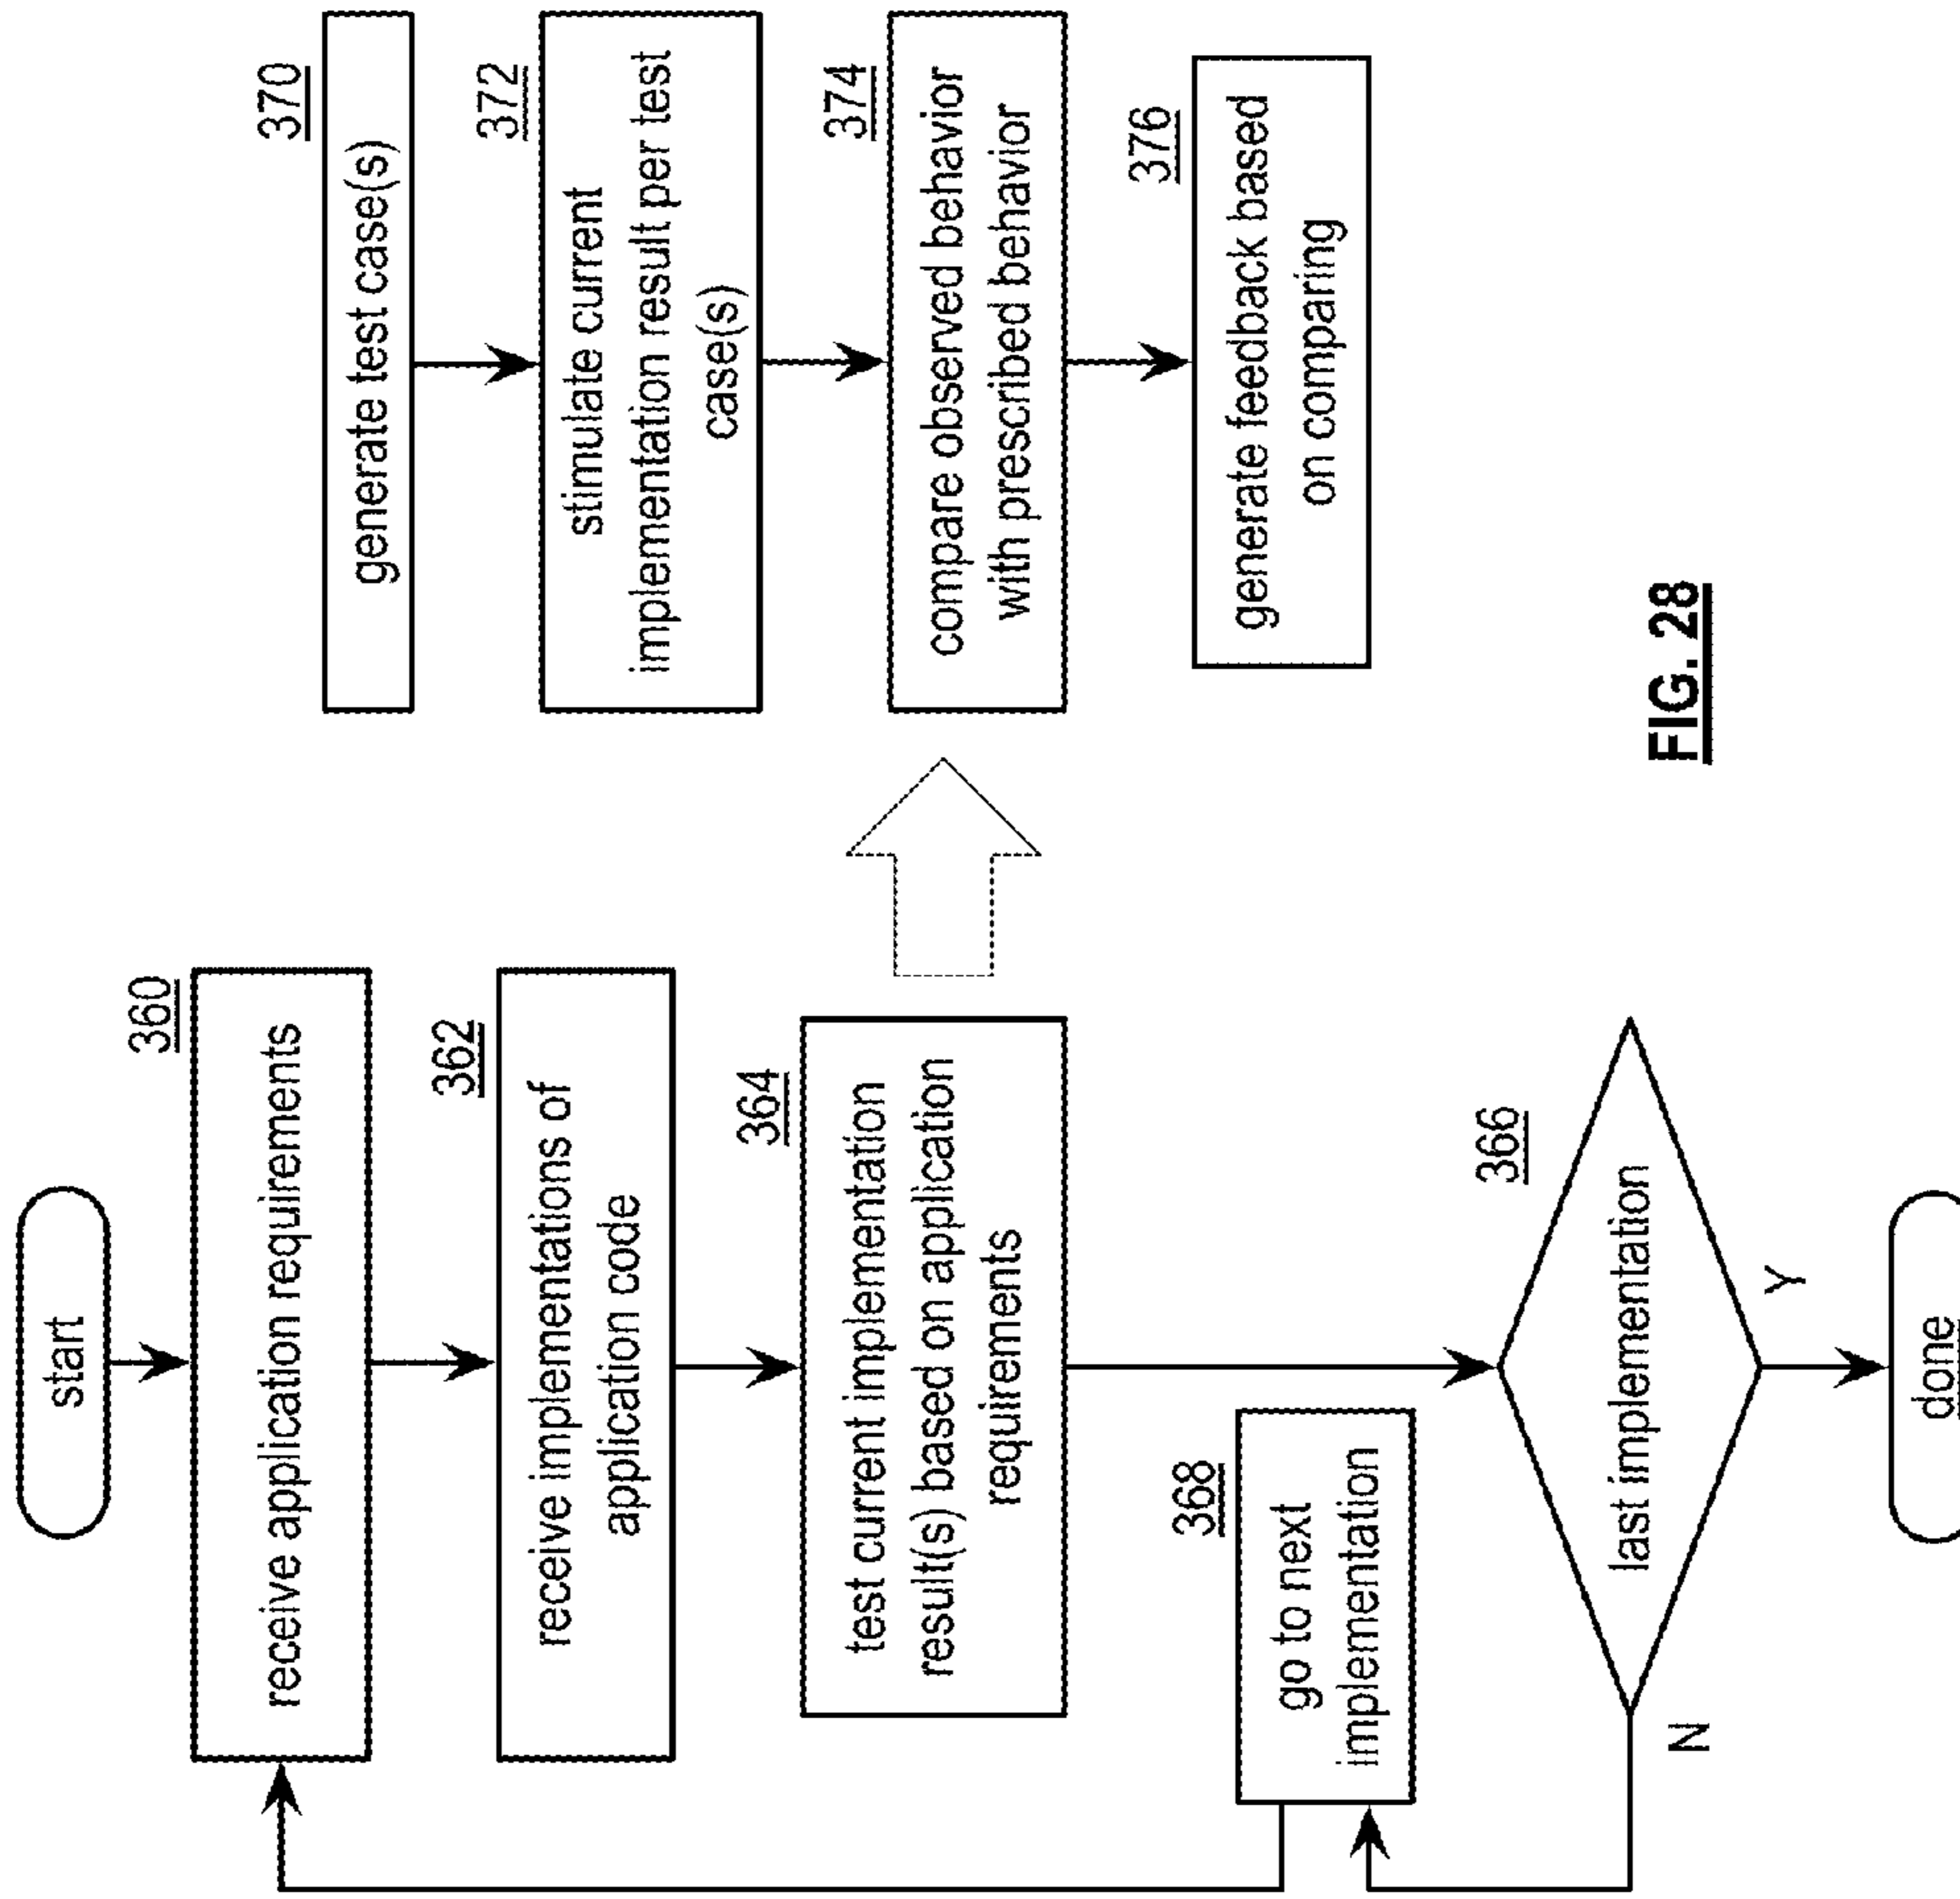 start
360
receive application requirements
362
receive implementations of
application code
364
test current implementation
result(s) based on application
requirements
368
go to next
implementation
366
last implementation
N
Y
done
370
generate test case(s)
372
stimulate current
implementation result per test
case(s)
374
compare observed behavior
with prescribed behavior
376
generate feedback based
on comparing
FIG. 28